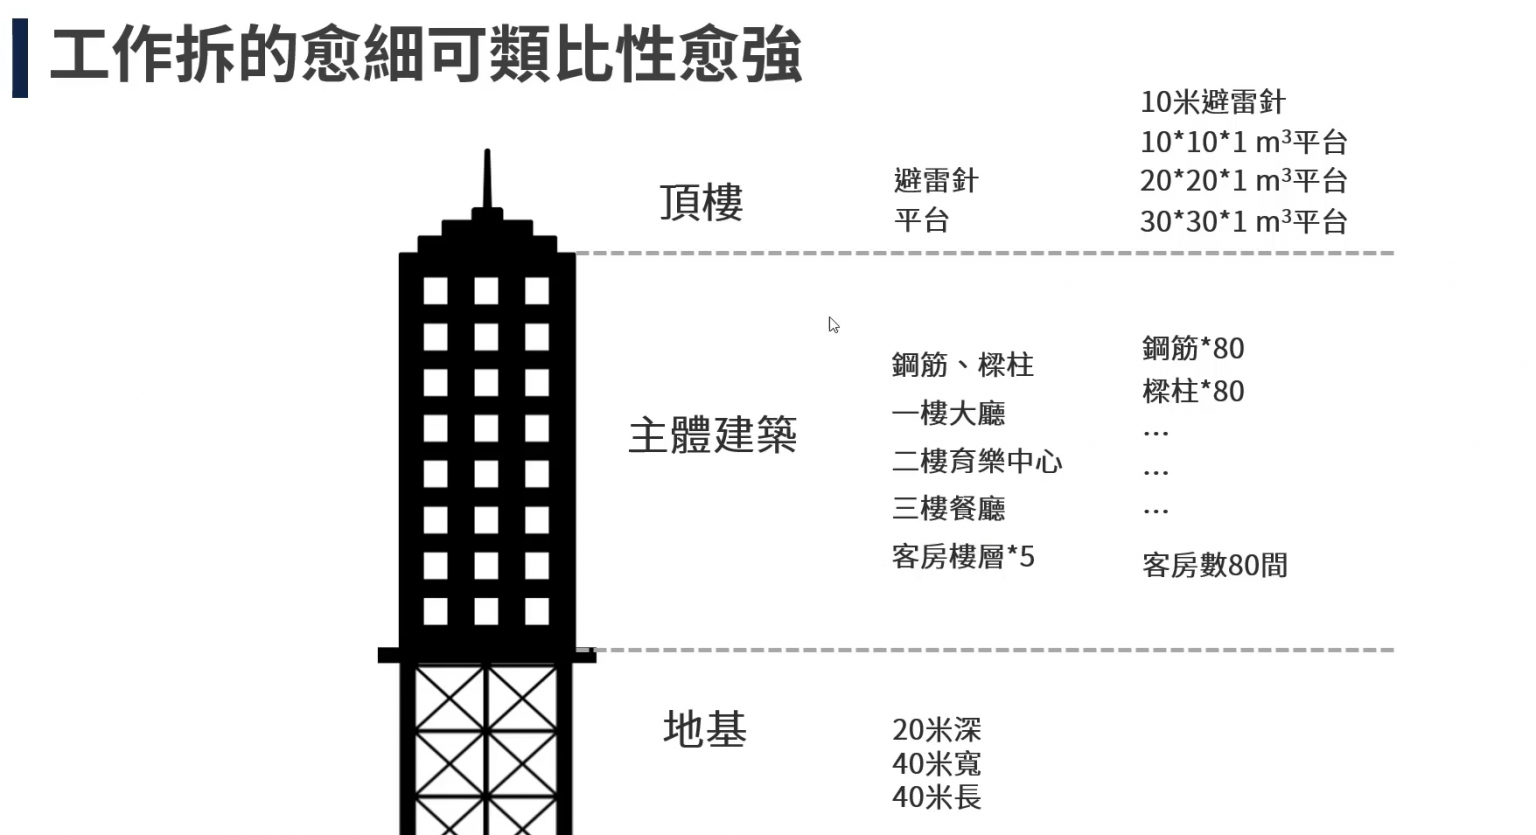 工作拆的愈細可類比性愈強
頂樓
避雷針
平台
10米避雷針
10*10*1 m³平台
20*20*1 m³平台
30*30*1 m³平台
主體建築
鋼筋、樑柱
一樓大廳
二樓育樂中心
三樓餐廳
客房樓層*5
鋼筋*80
樑柱*80
...
...
...
客房數80間
地基
20米深
40米寬
40米長